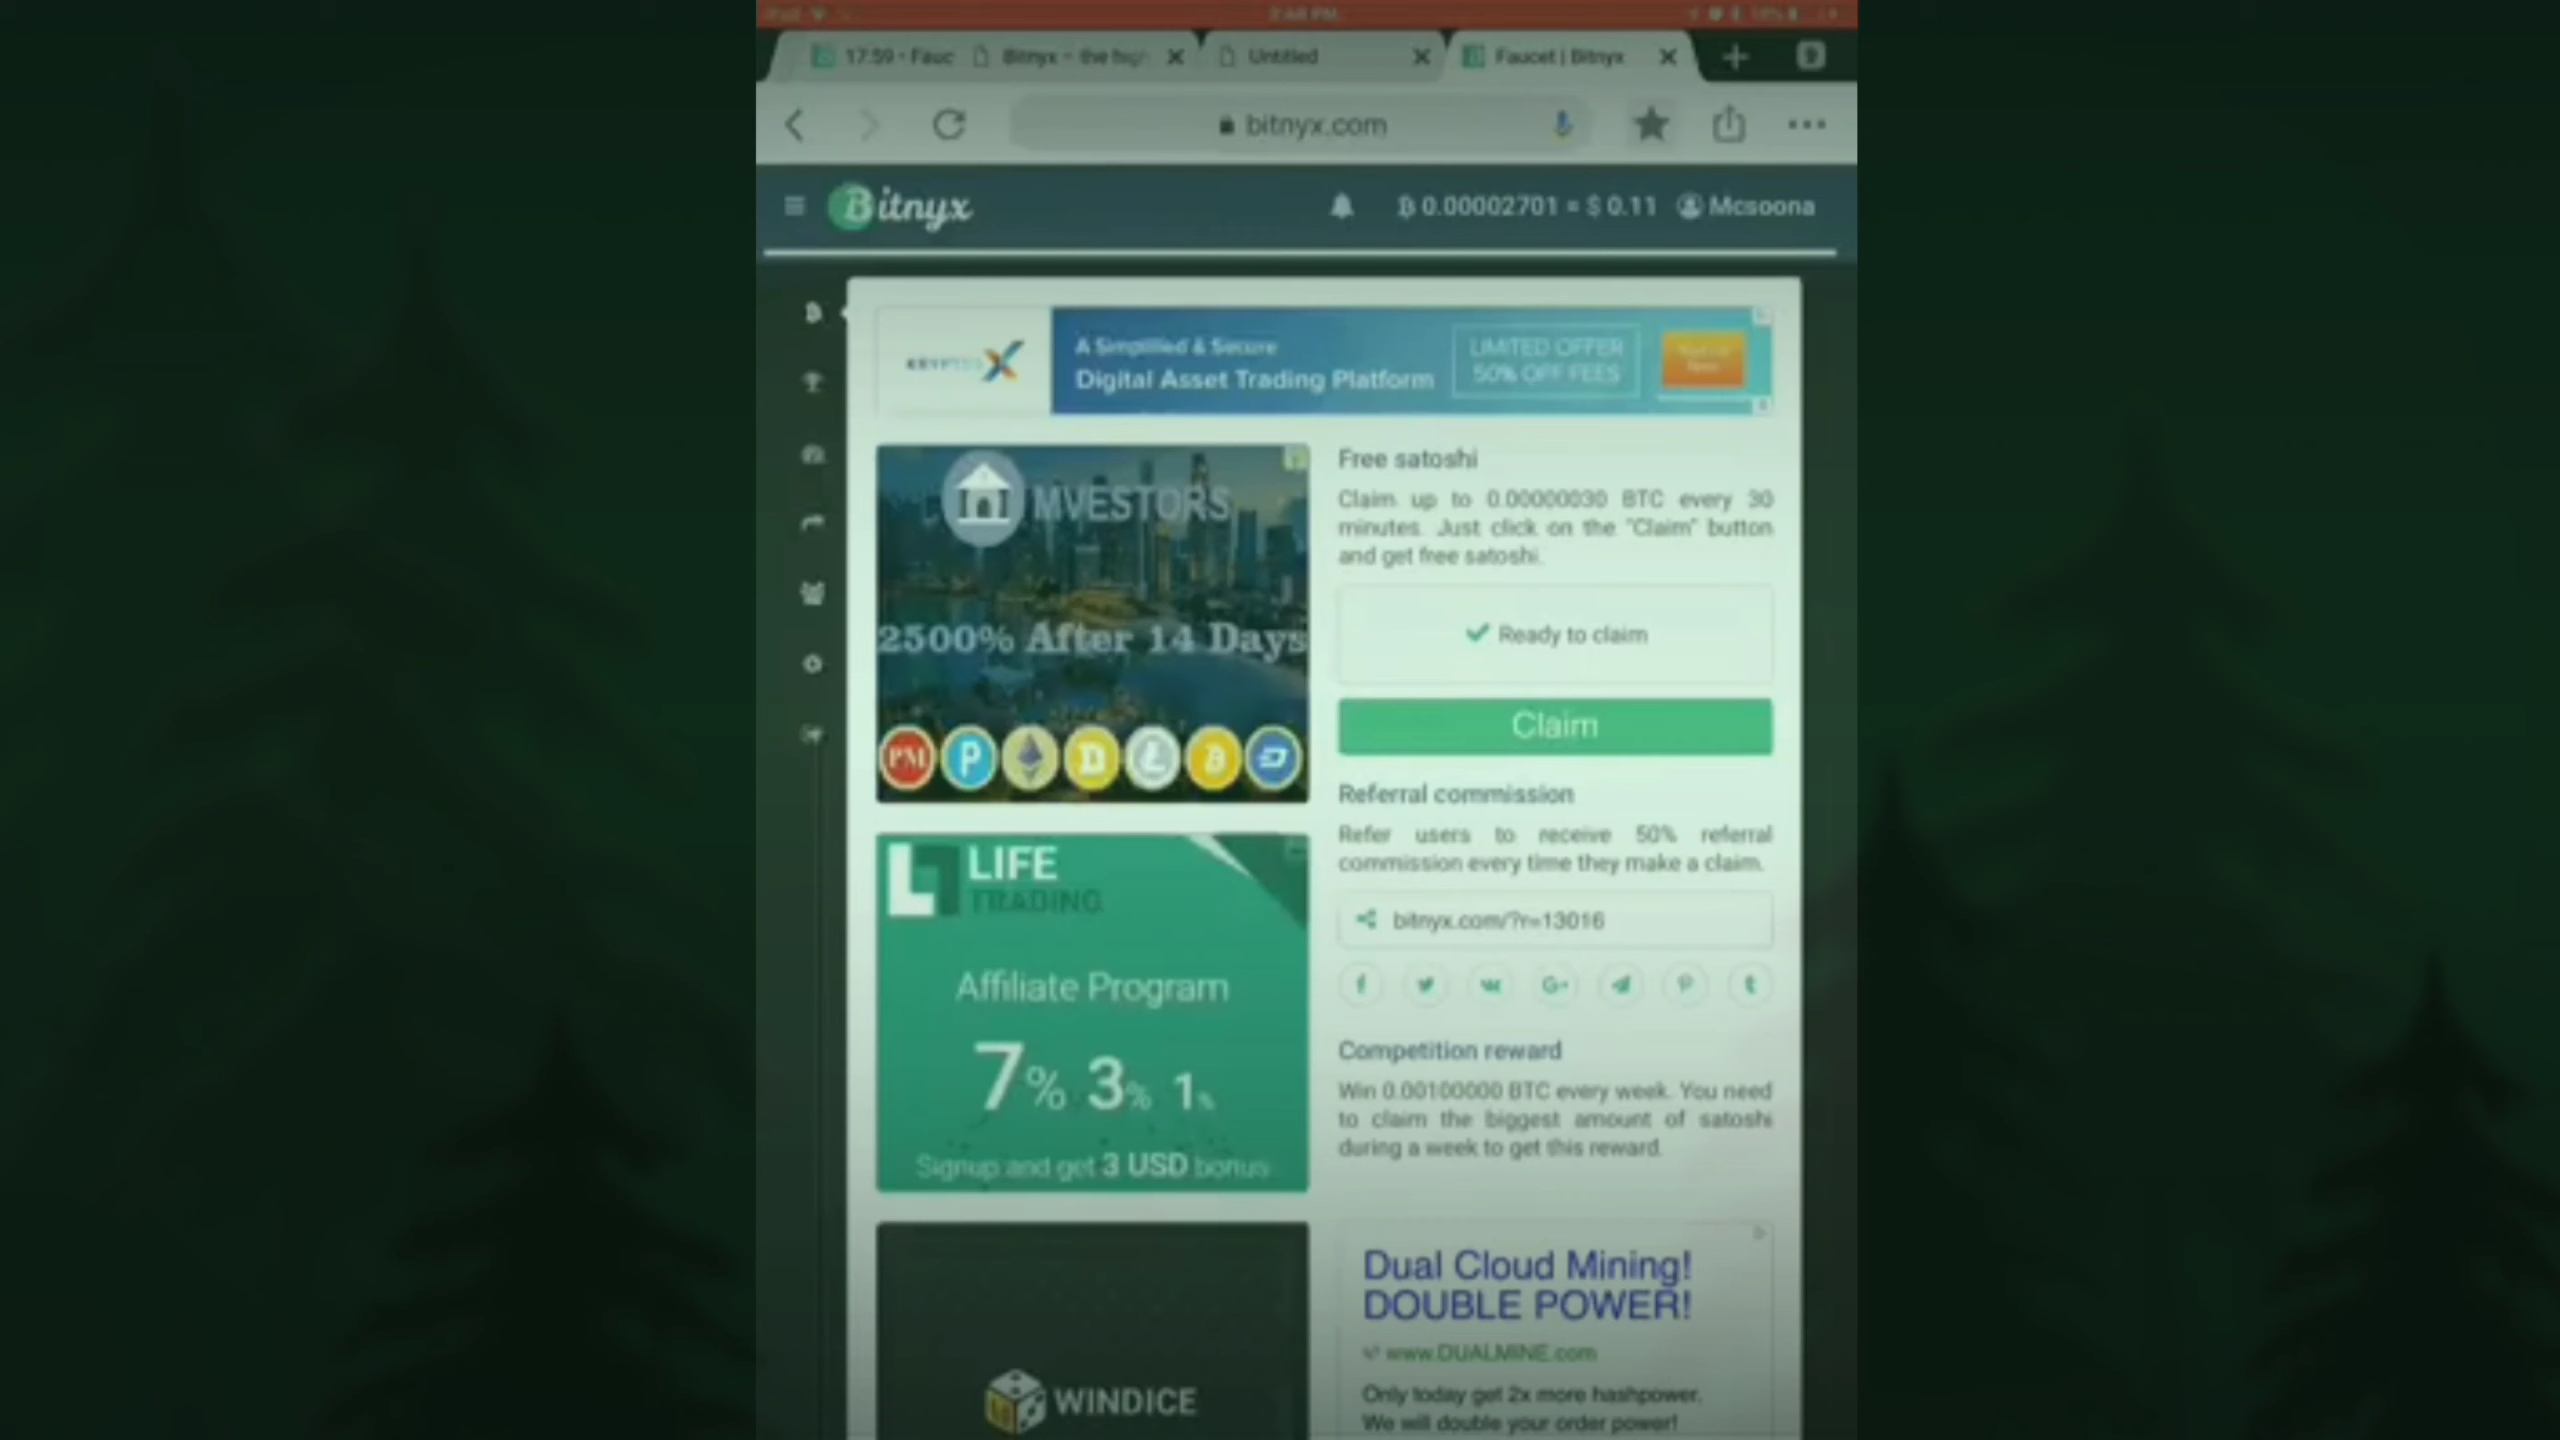 iPad
17:59 - Fauc
Bitnyx - the high
Untitled
Faucet | Bitnyx
9
bitnyx.com
Bitnyx
0.00002701 = $ 0.11
Mcsoona
A Simplified & Secure
Digital Asset Trading Platform
LIMITED OFFER
50% OFF FEES
MVESTORS
2500% After 14 Days
PM
Free satoshi
Claim up to 0.00000030 BTC every 30
minutes. Just click on the "Claim" button
and get free satoshi.
Ready to claim
Claim
Referral commission
Refer users to receive 50% referral
commission every time they make a claim.
bitnyx.com/?r=13016
LIFE
TRADING
Affiliate Program
7% 3% 1%
Signup and get 3 USD bonus
Competition reward
Win 0.00100000 BTC every week. You need
to claim the biggest amount of satoshi
during a week to get this reward.
WINDICE
Dual Cloud Mining!
DOUBLE POWER!
www.DUALMINE.com
Only today get 2x more hashpower.
We will double your order power!